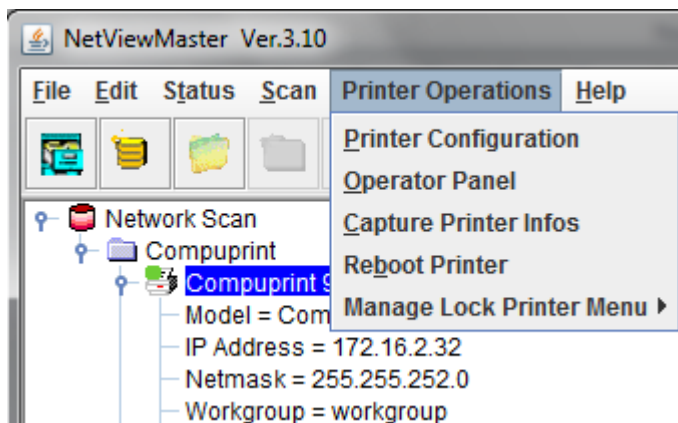 NetViewMaster Ver.3.10
File Edit Status Scan Printer Operations Help
Printer Configuration
Operator Panel
Capture Printer Infos
Reboot Printer
Manage Lock Printer Menu
Network Scan
Compuprint
Compuprint
Model =
IP Address = 172.16.2.32
Netmask = 255.255.252.0
Workgroup = workgroup